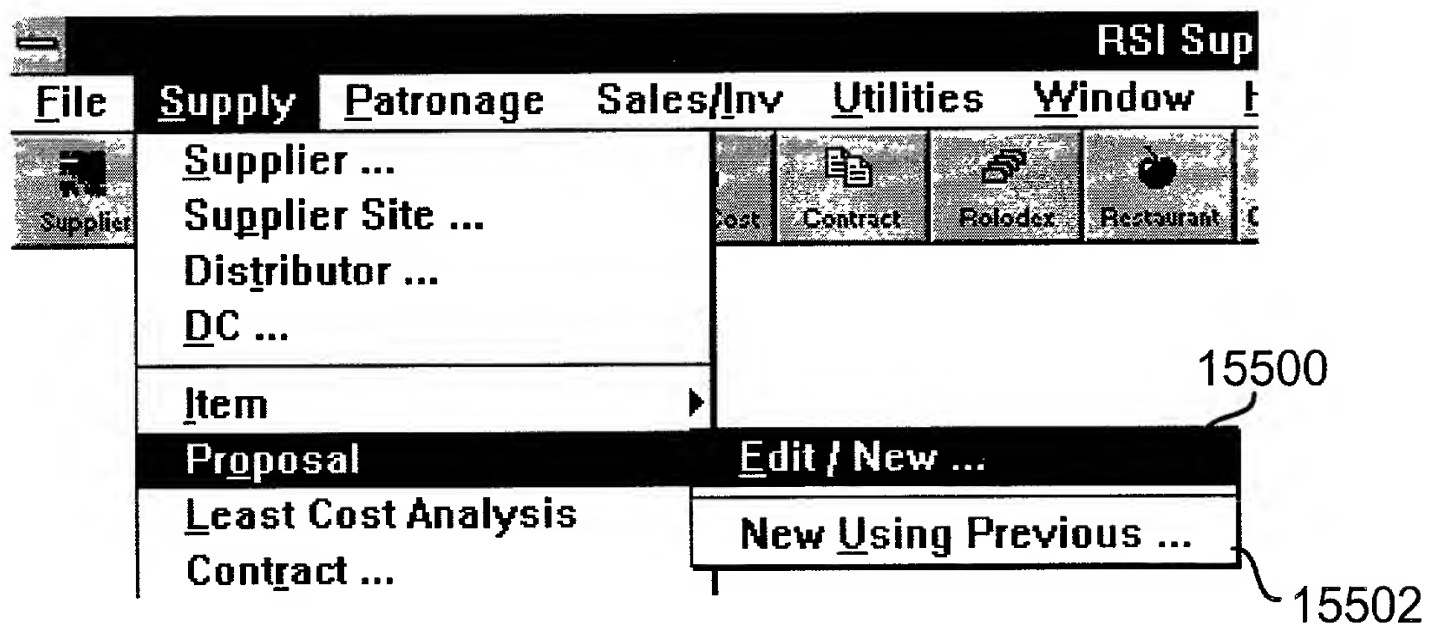 RSI Sup
File Supply Patronage Sales/Inv Utilities Window
Supplier Cost Contract Rolodex Restaurant
Supplier ...
Supplier Site ...
Distributor ...
DC ...
15500
Item
Proposal Edit / New ...
Least Cost Analysis
New Using Previous ...
Contract ...
15502